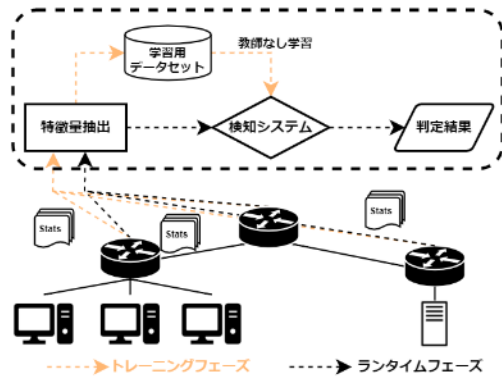 学習用
データセット
教師なし学習
特徴量抽出
検知システム
判定結果
Stats
Stats
Stats
トレーニングフェーズ
ランタイムフェーズ